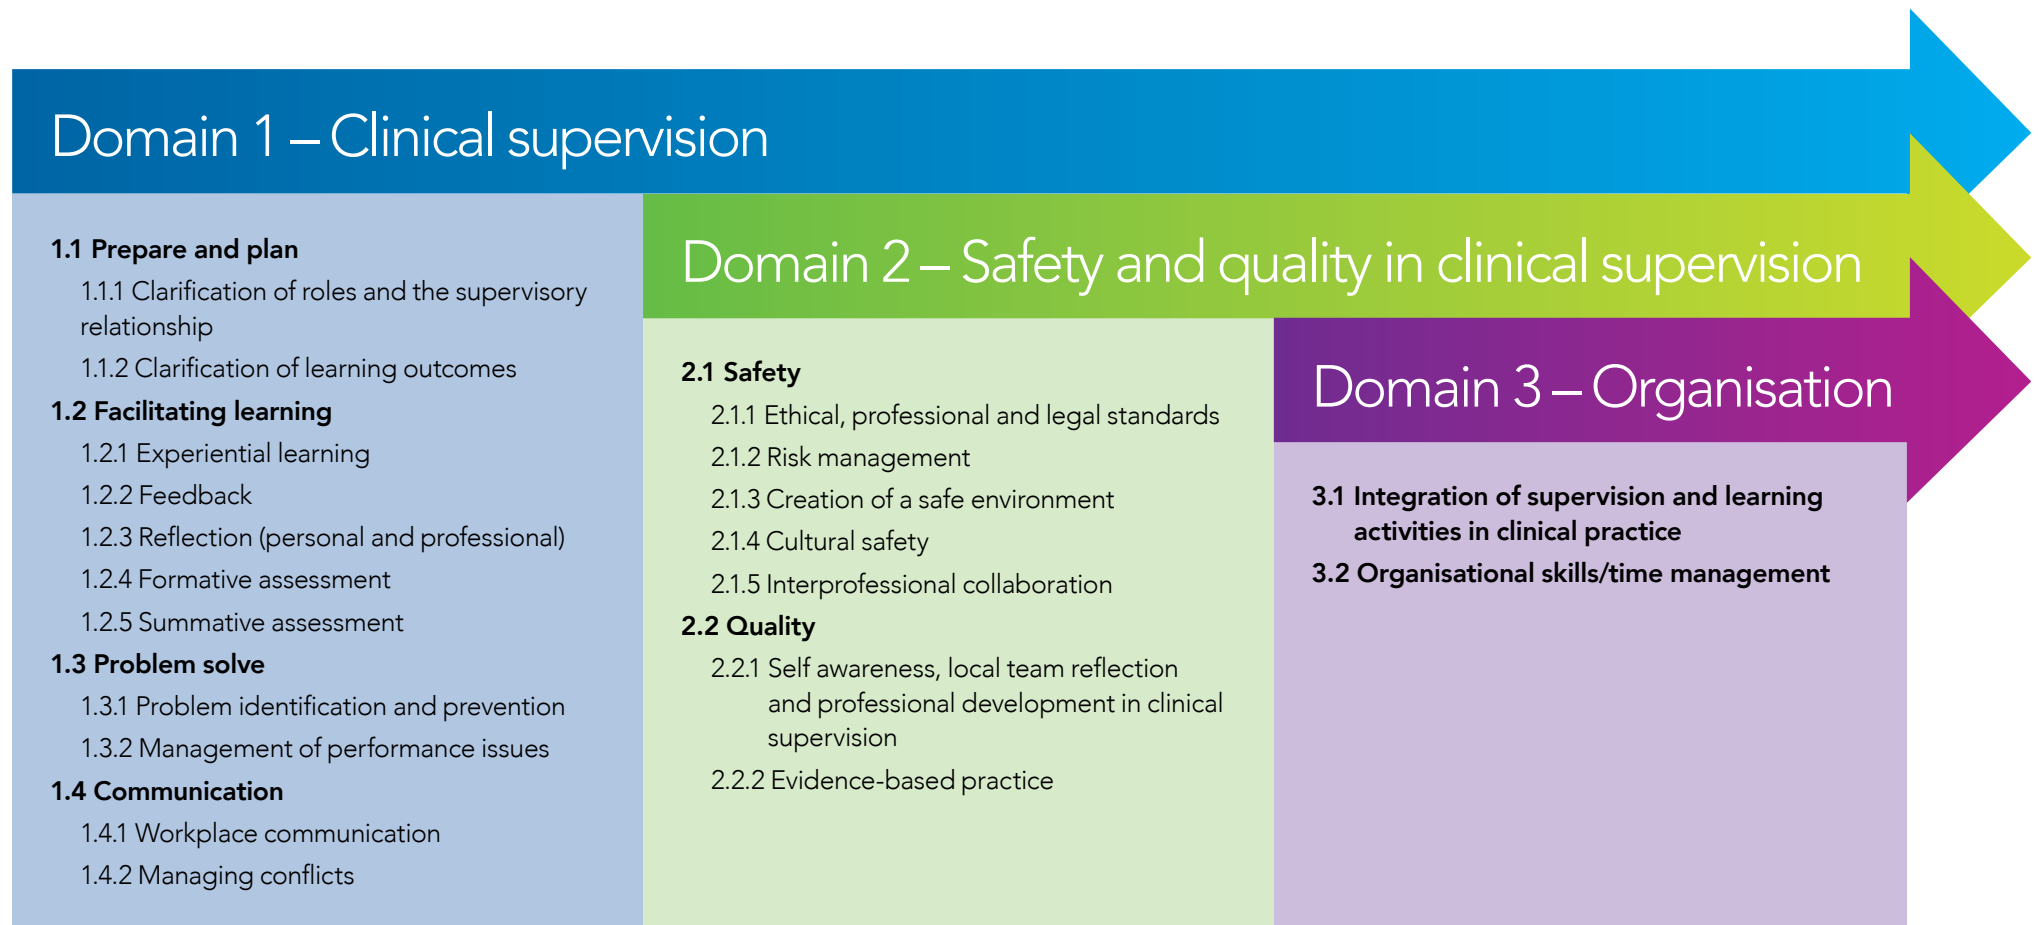 Domain 1 – Clinical supervision
1.1 Prepare and plan
1.1.1 Clarification of roles and the supervisory
relationship
1.1.2 Clarification of learning outcomes
1.2 Facilitating learning
1.2.1 Experiential learning
1.2.2 Feedback
1.2.3 Reflection (personal and professional)
1.2.4 Formative assessment
1.2.5 Summative assessment
1.3 Problem solve
1.3.1 Problem identification and prevention
1.3.2 Management of performance issues
1.4 Communication
1.4.1 Workplace communication
1.4.2 Managing conflicts
Domain 2 – Safety and quality in clinical supervision
2.1 Safety
2.1.1 Ethical, professional and legal standards
2.1.2 Risk management
2.1.3 Creation of a safe environment
2.1.4 Cultural safety
2.1.5 Interprofessional collaboration
2.2 Quality
2.2.1 Self awareness, local team reflection
and professional development in clinical
supervision
2.2.2 Evidence-based practice
Domain 3 – Organisation
3.1 Integration of supervision and learning
activities in clinical practice
3.2 Organisational skills/time management